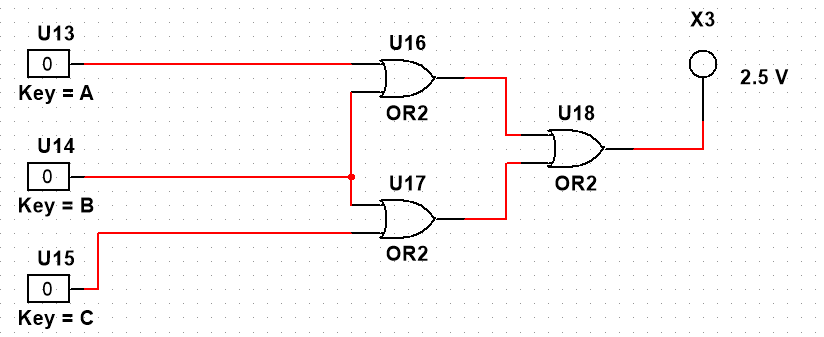 X3
U13
0
Key = A
U16
OR2
2.5 V
U18
OR2
U14
0
Key = B
U17
OR2
U15
0
Key = C